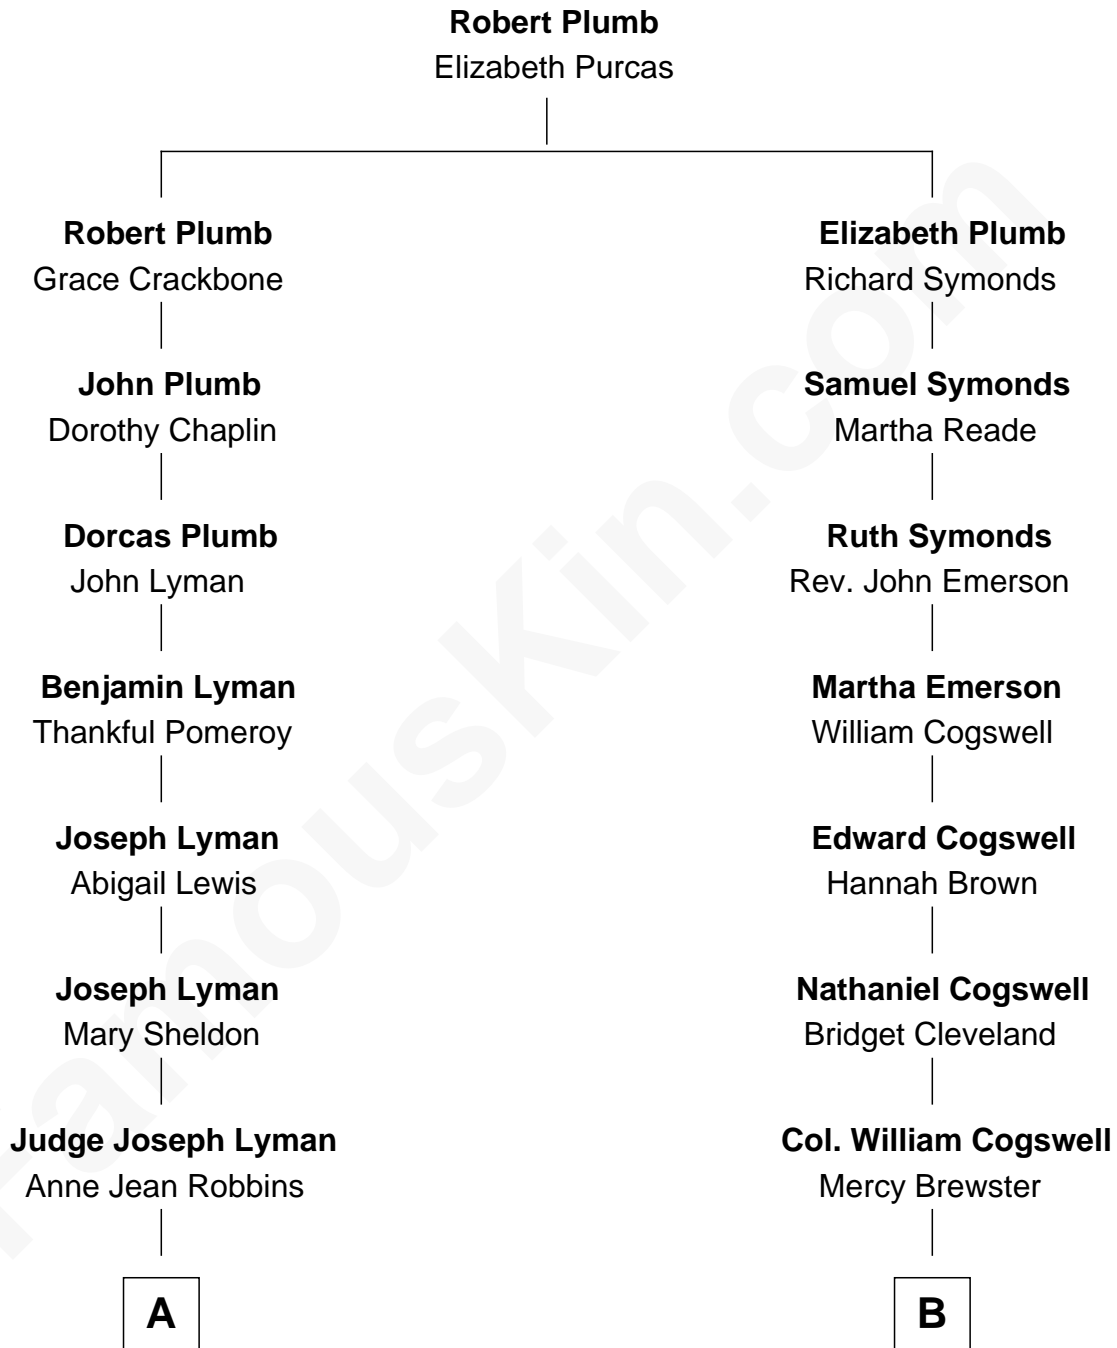 Robert Plumb
Elizabeth Purcas
Robert Plumb
Grace Crackbone
Elizabeth Plumb
Richard Symonds
John Plumb
Dorothy Chaplin
Samuel Symonds
Martha Reade
Dorcas Plumb
John Lyman
Ruth Symonds
Rev. John Emerson
Benjamin Lyman
Thankful Pomeroy
Martha Emerson
William Cogswell
Joseph Lyman
Abigail Lewis
Edward Cogswell
Hannah Brown
Joseph Lyman
Mary Sheldon
Nathaniel Cogswell
Bridget Cleveland
Judge Joseph Lyman
Anne Jean Robbins
Col. William Cogswell
Mercy Brewster
A
B
FamousKin.com